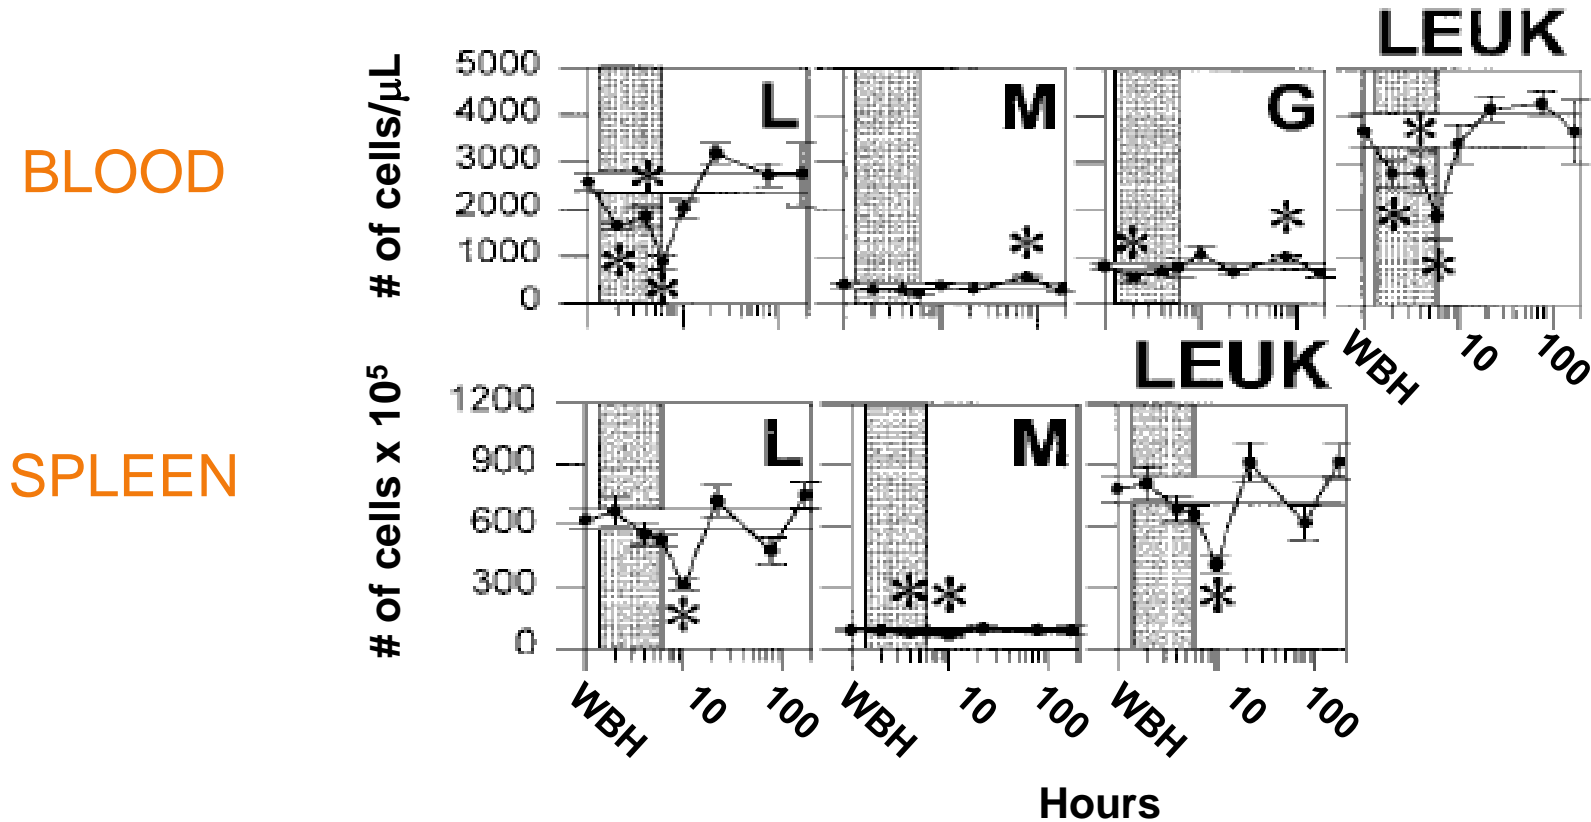 LEUK
BLOOD
# of cells/µL
5000
4000
3000
2000
1000
0
L
*
*
*
M
*
G
*
*
*
*
*
WBH
10
100
LEUK
SPLEEN
# of cells x 10⁵
1200
900
600
300
0
L
*
M
*
*
*
WBH
10
100
WBH
10
100
WBH
10
100
Hours